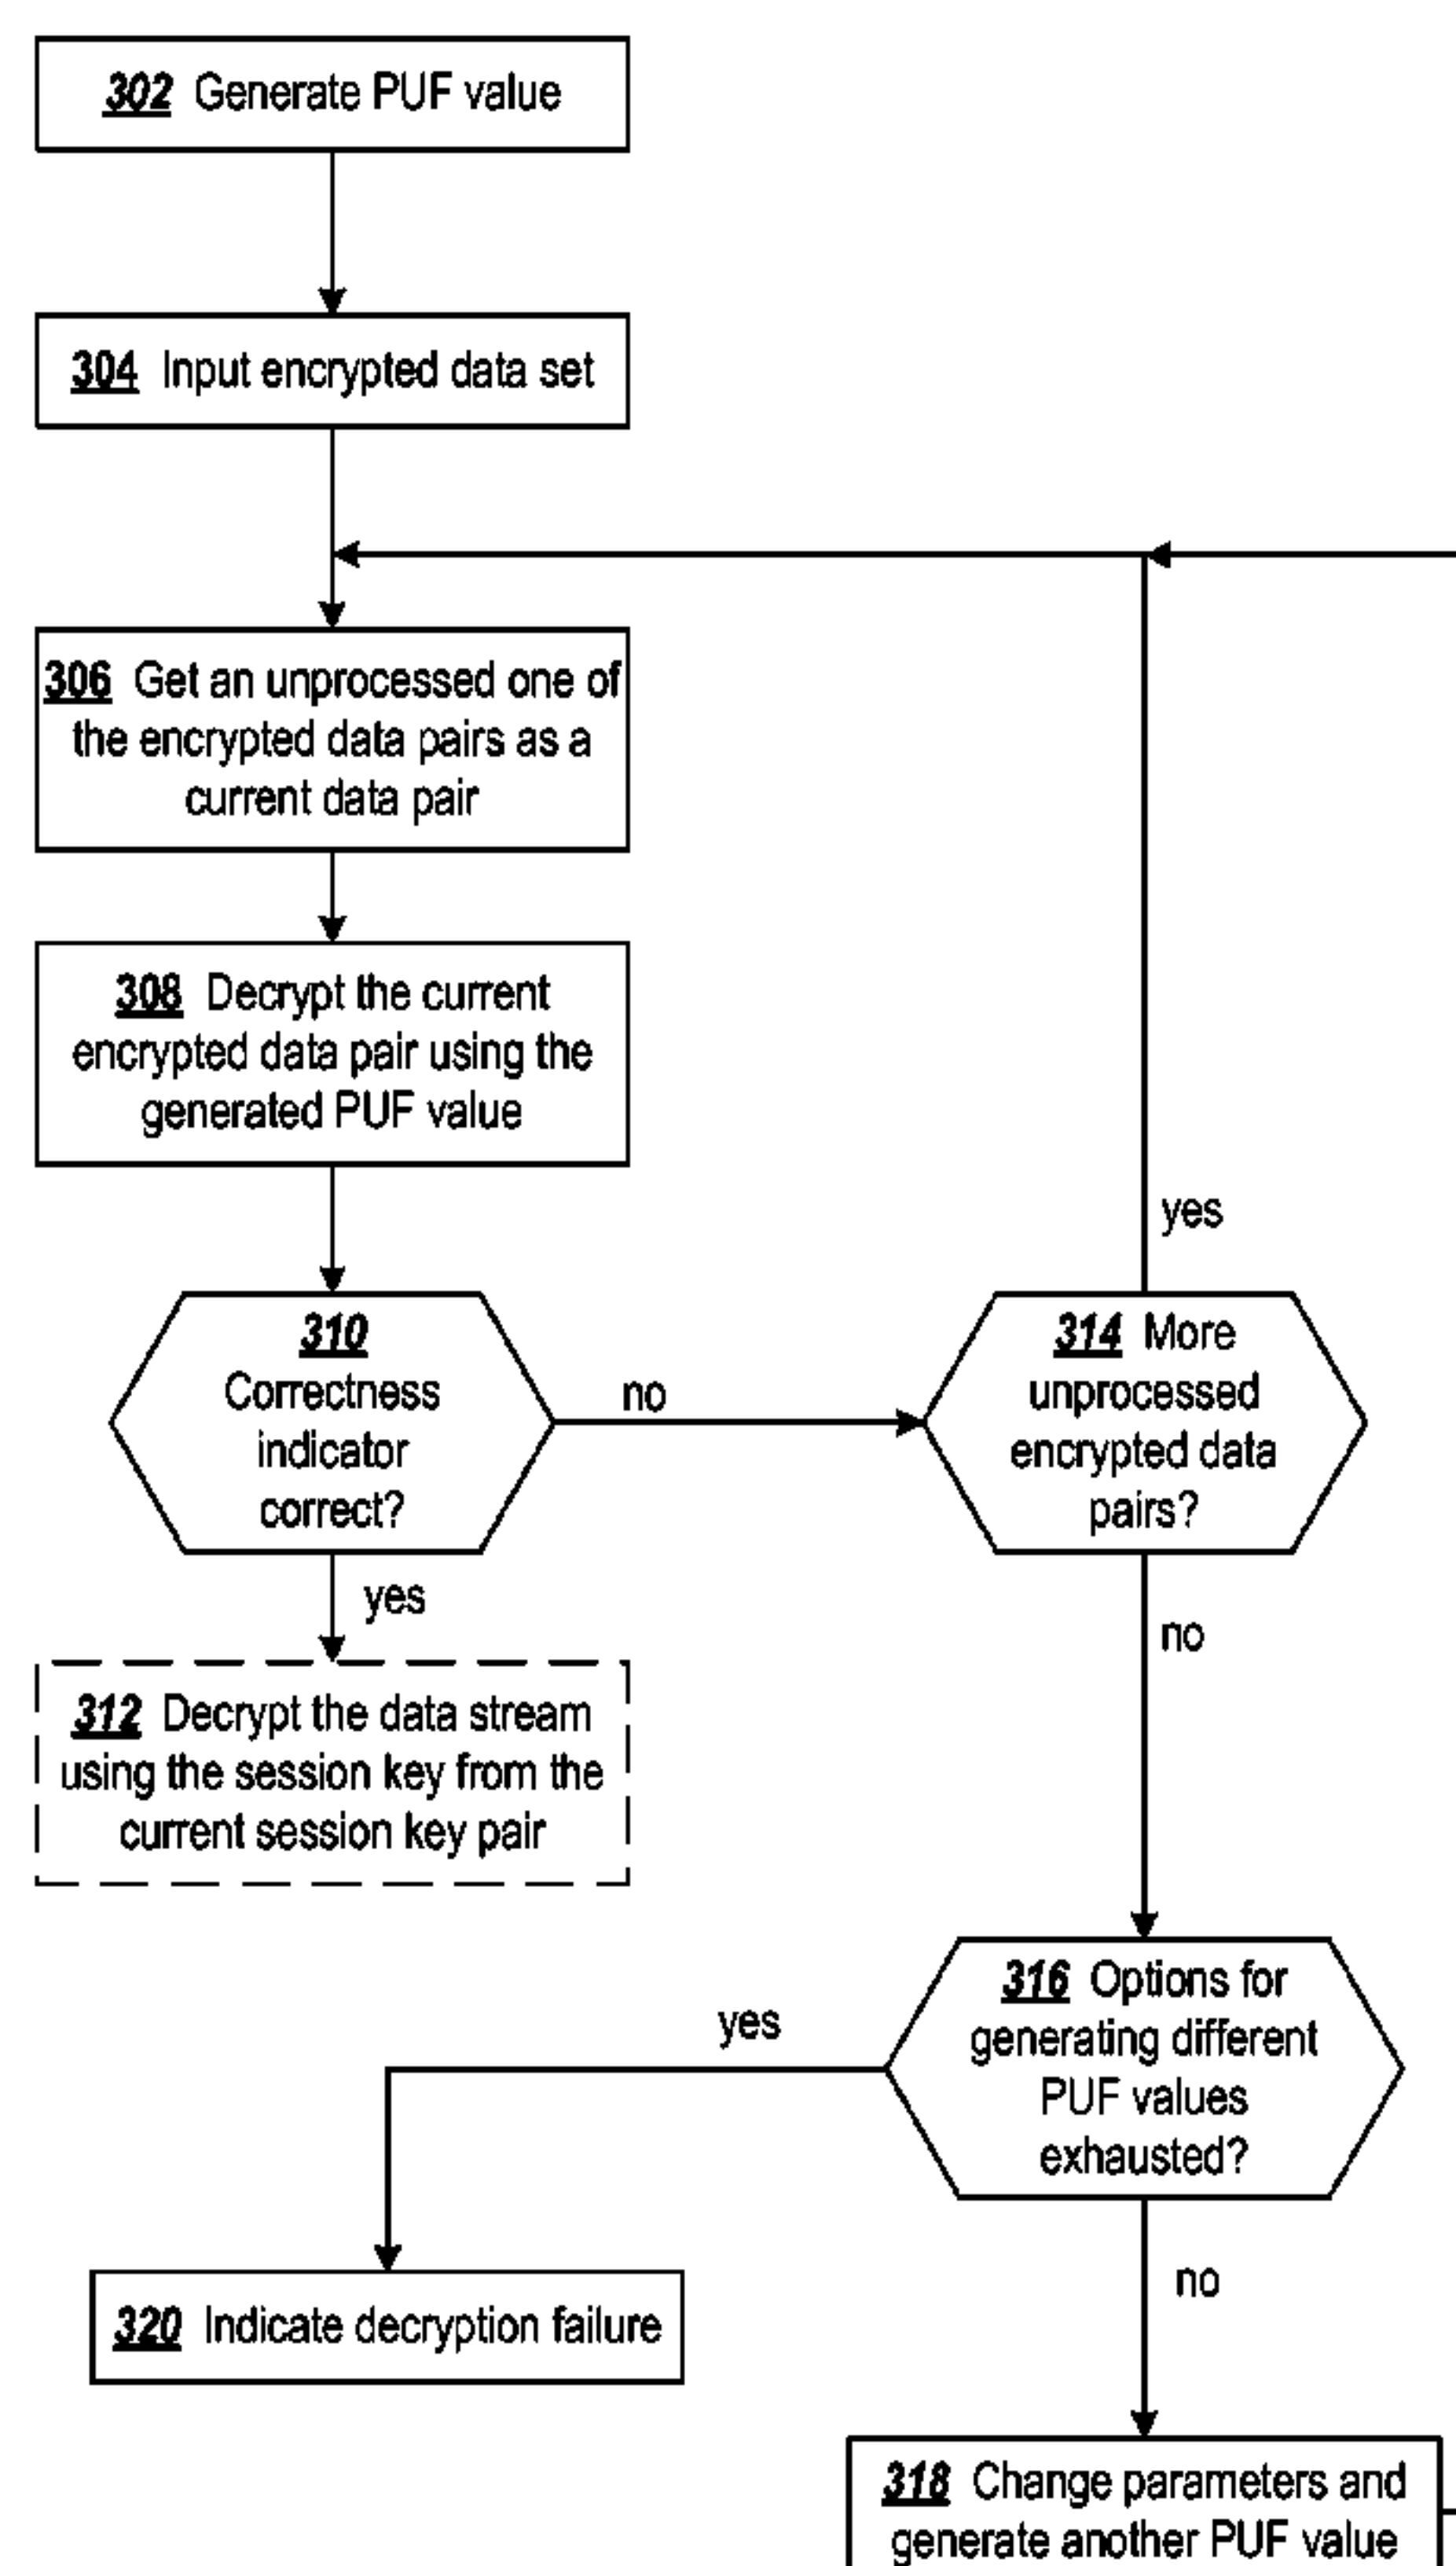 302 Generate PUF value
304 Input encrypted data set
306 Get an unprocessed one of
the encrypted data pairs as a
current data pair
308 Decrypt the current
encrypted data pair using the
generated PUF value
yes
310
Correctness
indicator
correct?
no
314 More
unprocessed
encrypted data
pairs?
yes
no
312 Decrypt the data stream
using the session key from the
current session key pair
316 Options for
generating different
PUF values
exhausted?
yes
no
320 Indicate decryption failure
318 Change parameters and
generate another PUF value